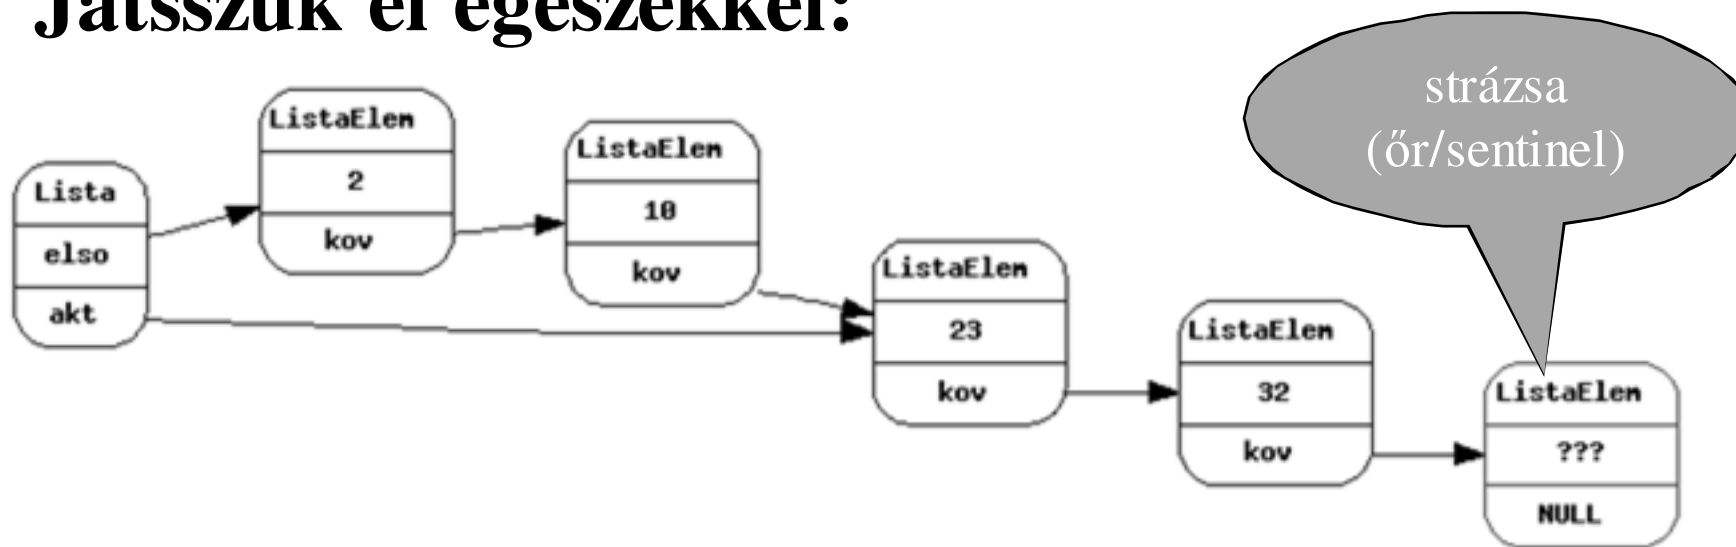 Játsszuk el egészekkel:
strázsa
(őr/sentinel)
Lista
elso
akt
ListaElem
2
kov
ListaElem
10
kov
ListaElem
23
kov
ListaElem
32
kov
ListaElem
???
NULL